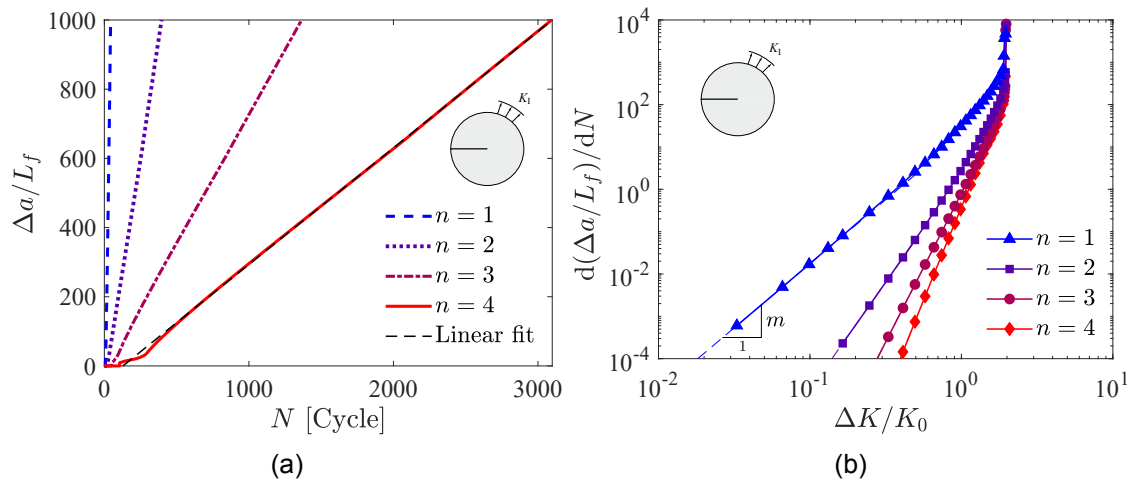 1000
800
600
400
200
0
Δa/L_f
0
1000
2000
3000
N [Cycle]
K_I
n = 1
n = 2
n = 3
n = 4
Linear fit
(a)
10^4
10^2
10^0
10^-2
10^-4
d(Δa/L_f)/dN
10^-2
10^-1
10^0
10^1
ΔK/K_0
K_I
m
1
n = 1
n = 2
n = 3
n = 4
(b)